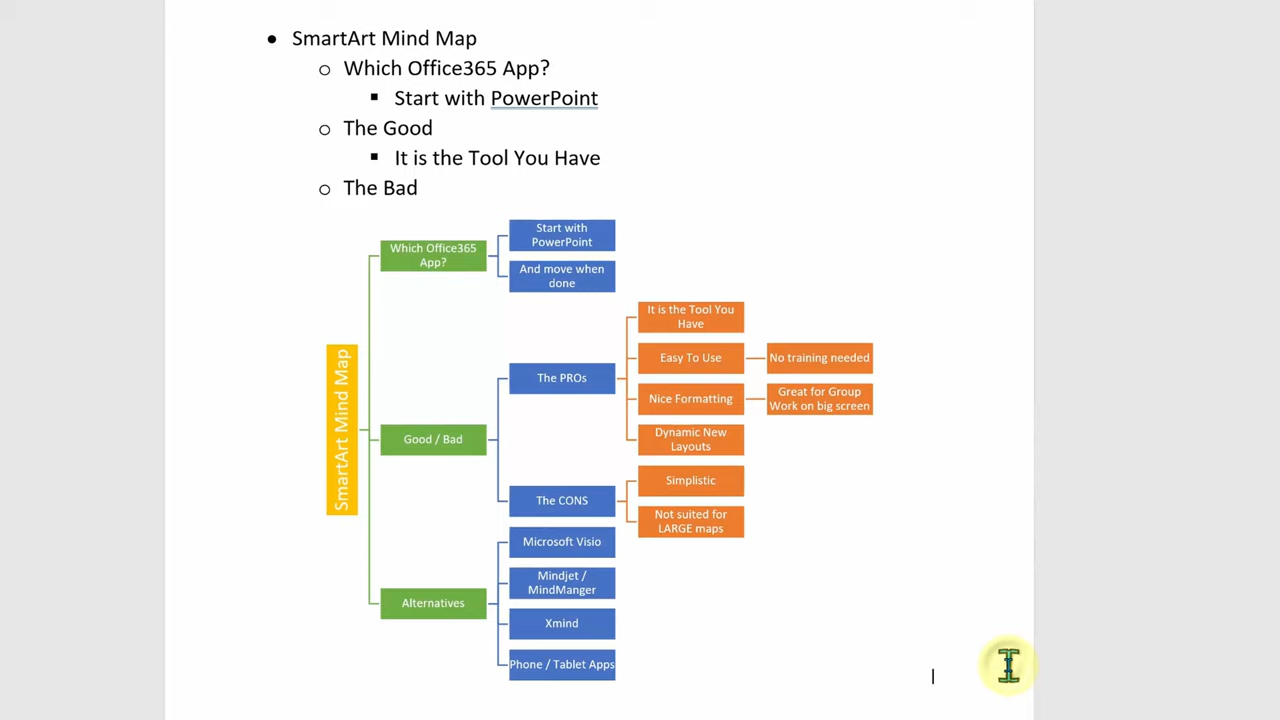 • SmartArt Mind Map
o Which Office365 App?
▪ Start with PowerPoint
o The Good
▪ It is the Tool You Have
o The Bad
SmartArt Mind Map
Which Office365
App?
Start with
PowerPoint
And move when
done
Good / Bad
The PROs
It is the Tool You
Have
Easy To Use
No training needed
Nice Formatting
Great for Group
Work on big screen
Dynamic New
Layouts
The CONS
Simplistic
Not suited for
LARGE maps
Alternatives
Microsoft Visio
Mindjet /
MindManger
Xmind
Phone / Tablet Apps